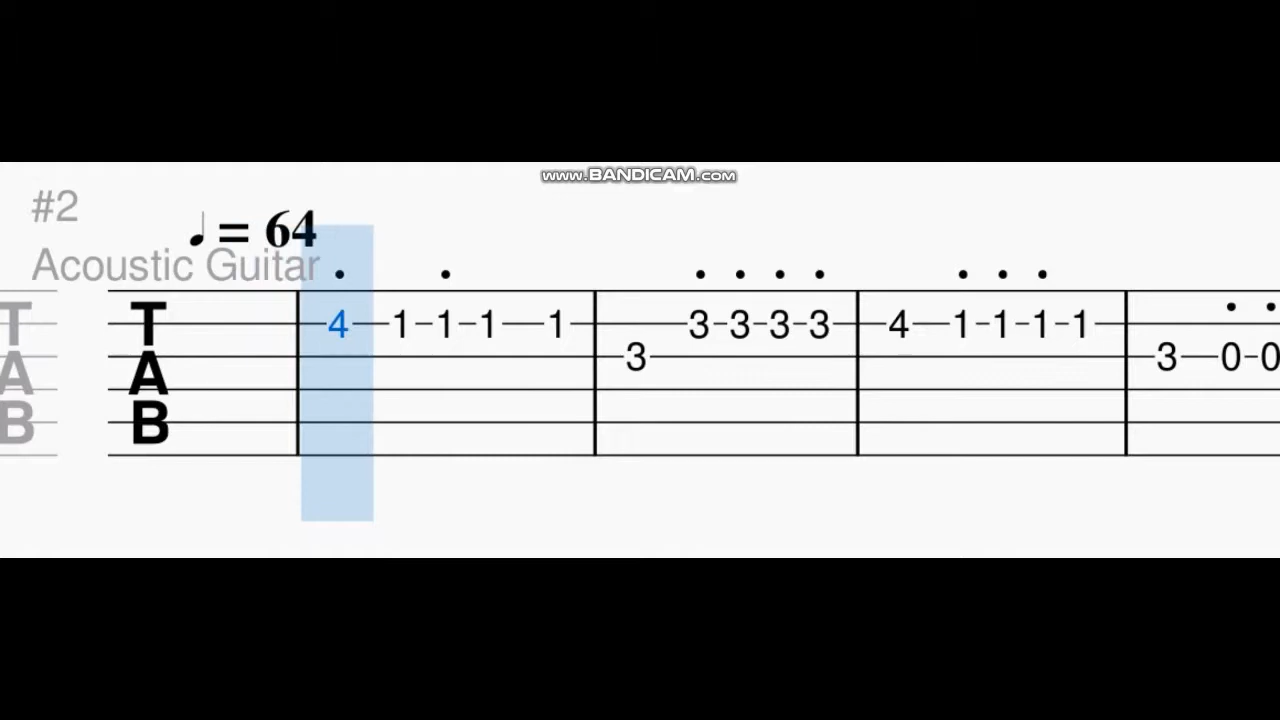 www.BANDICAM.com
#2
♩ = 64
Acoustic Guitar
T T
A A
B B
4 1 1 1 1 3 3 3 3 4 1 1 1 1
3 3 0 0